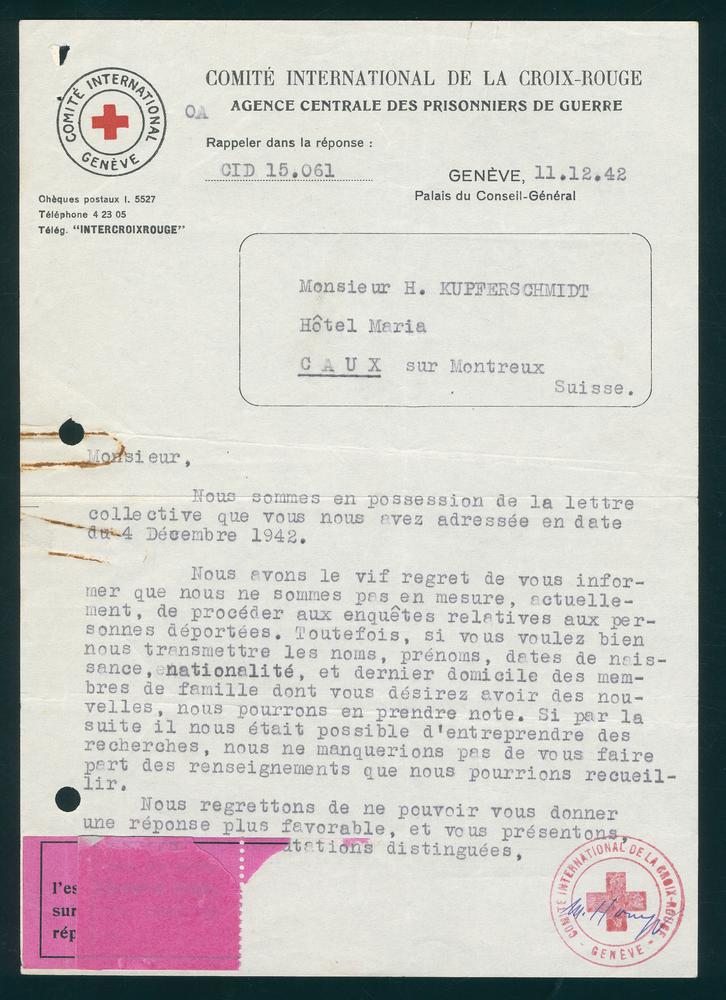 COMITÉ INTERNATIONAL
GENÈVE
COMITÉ INTERNATIONAL DE LA CROIX-ROUGE
AGENCE CENTRALE DES PRISONNIERS DE GUERRE
OA
Rappeler dans la réponse :
CID 15.061
GENÈVE, 11.12.42
Palais du Conseil-Général
Chèques postaux I. 5527
Téléphone 4 23 05
Télég. "INTERCROIXROUGE"
Monsieur H. KUPFERSCHMIDT
Hôtel Maria
C A U X sur Montreux
Suisse.
Monsieur,
Nous sommes en possession de la lettre
collective que vous nous avez adressée en date
du 4 Décembre 1942.
Nous avons le vif regret de vous infor-
mer que nous ne sommes pas en mesure, actuelle-
ment, de procéder aux enquêtes relatives aux per-
sonnes déportées. Toutefois, si vous voulez bien
nous transmettre les noms, prénoms, dates de nais-
sance, nationalité, et dernier domicile des mem-
bres de famille dont vous désirez avoir des nou-
velles, nous pourrons en prendre note. Si par la
suite il nous était possible d'entreprendre des
recherches, nous ne manquerions pas de vous faire
part des renseignements que nous pourrions recueil-
lir.
Nous regrettons de ne pouvoir vous donner
une réponse plus favorable, et vous présentons,
utations distinguées,
l'es
sur
rép
COMITÉ INTERNATIONAL DE LA CROIX-ROUGE
- GENÈVE -